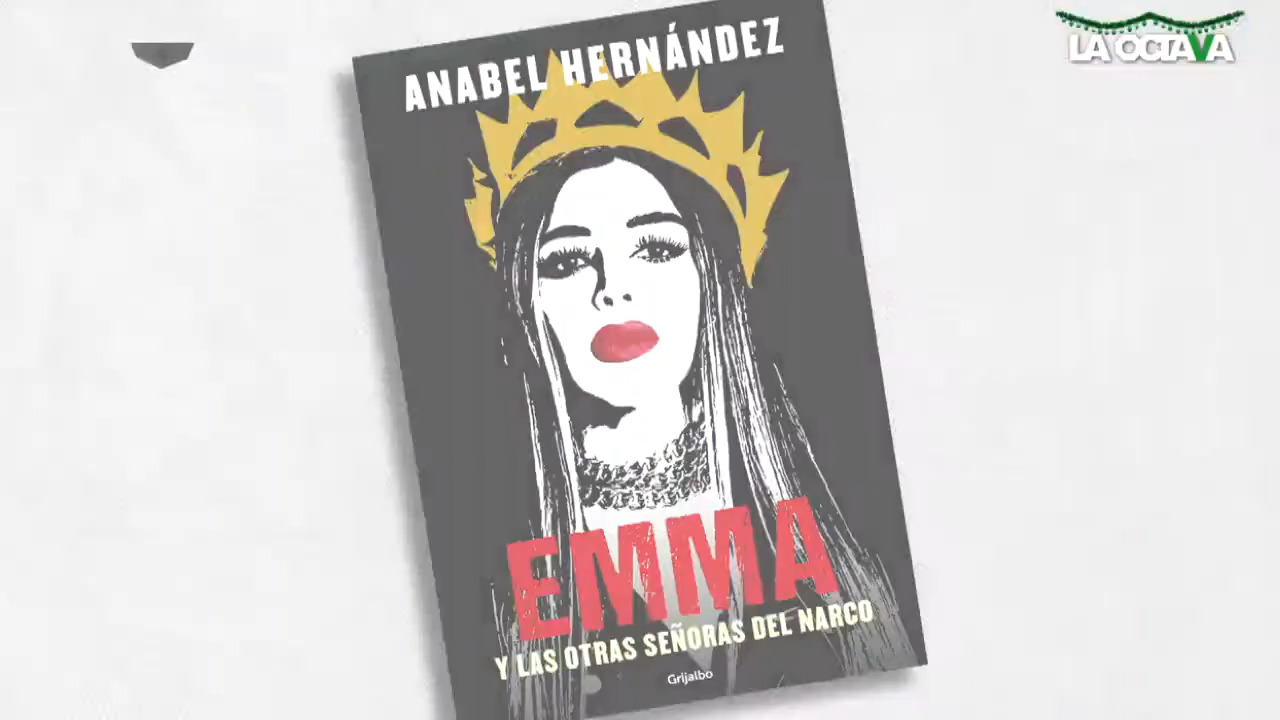 LA OCTAVA
ANABEL HERNÁNDEZ
EMMA
Y LAS OTRAS SEÑORAS DEL NARCO
Grijalbo